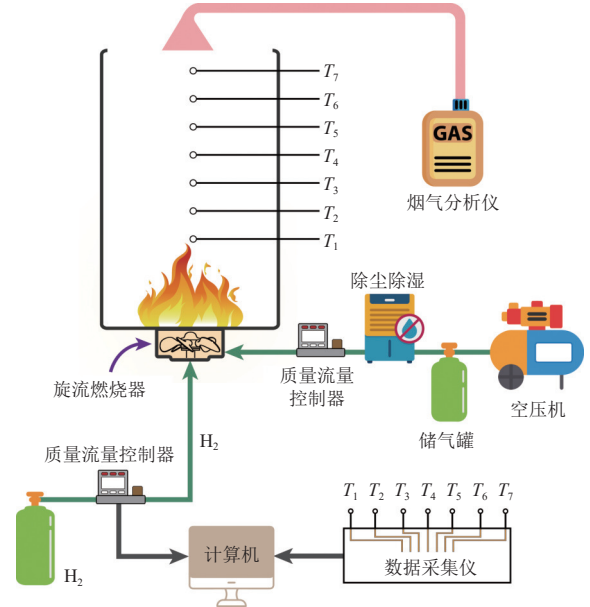 T7
T6
T5
T4
T3
T2
T1
GAS
烟气分析仪
除尘除湿
旋流燃烧器
质量流量
控制器
储气罐
空压机
质量流量控制器
H2
H2
计算机
T1 T2 T3 T4 T5 T6 T7
数据采集仪